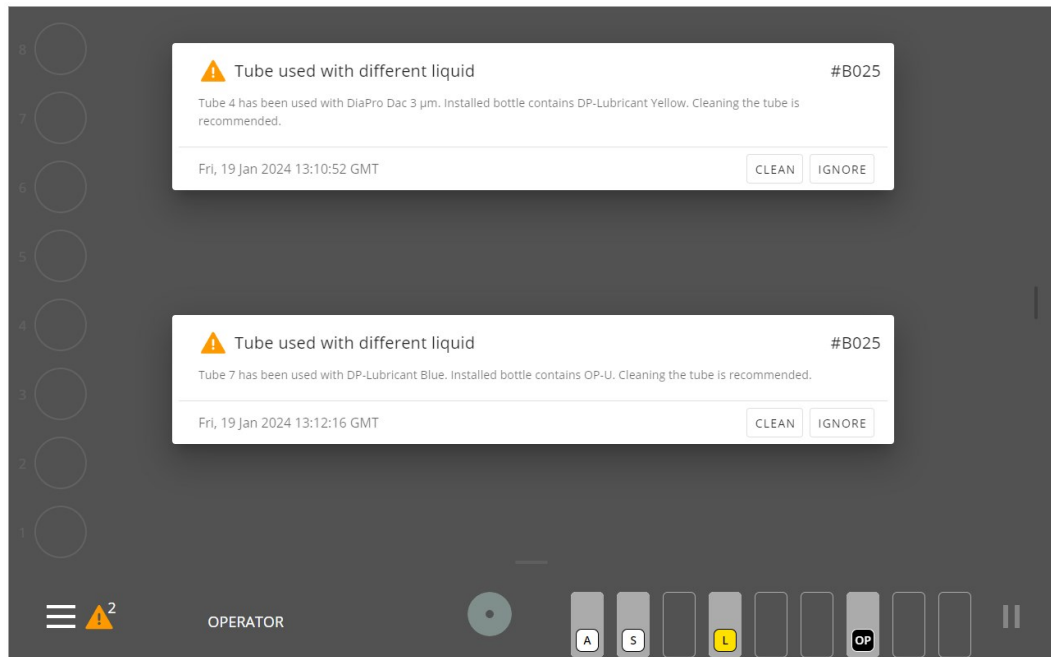 8
Tube used with different liquid #B025
Tube 4 has been used with DiaPro Dac 3 µm. Installed bottle contains DP-Lubricant Yellow. Cleaning the tube is
recommended.
7
Fri, 19 Jan 2024 13:10:52 GMT CLEAN IGNORE
6
5
4
Tube used with different liquid #B025
Tube 7 has been used with DP-Lubricant Blue. Installed bottle contains OP-U. Cleaning the tube is recommended.
3
Fri, 19 Jan 2024 13:12:16 GMT CLEAN IGNORE
2
1
2
OPERATOR
A S L OP